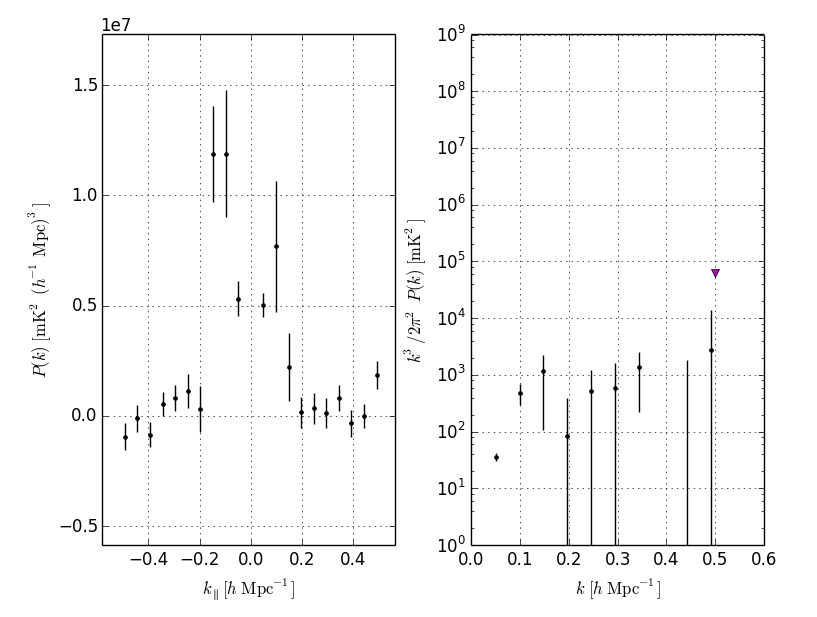 1e7
1.5
1.0
0.5
0.0
−0.5
−0.4 −0.2 0.0 0.2 0.4
k∥ [h Mpc⁻¹]
P(k) [mK² (h⁻¹ Mpc)³]
10⁹
10⁸
10⁷
10⁶
10⁵
10⁴
10³
10²
10¹
10⁰
0.0 0.1 0.2 0.3 0.4 0.5 0.6
k [h Mpc⁻¹]
k³/2π² P(k) [mK²]